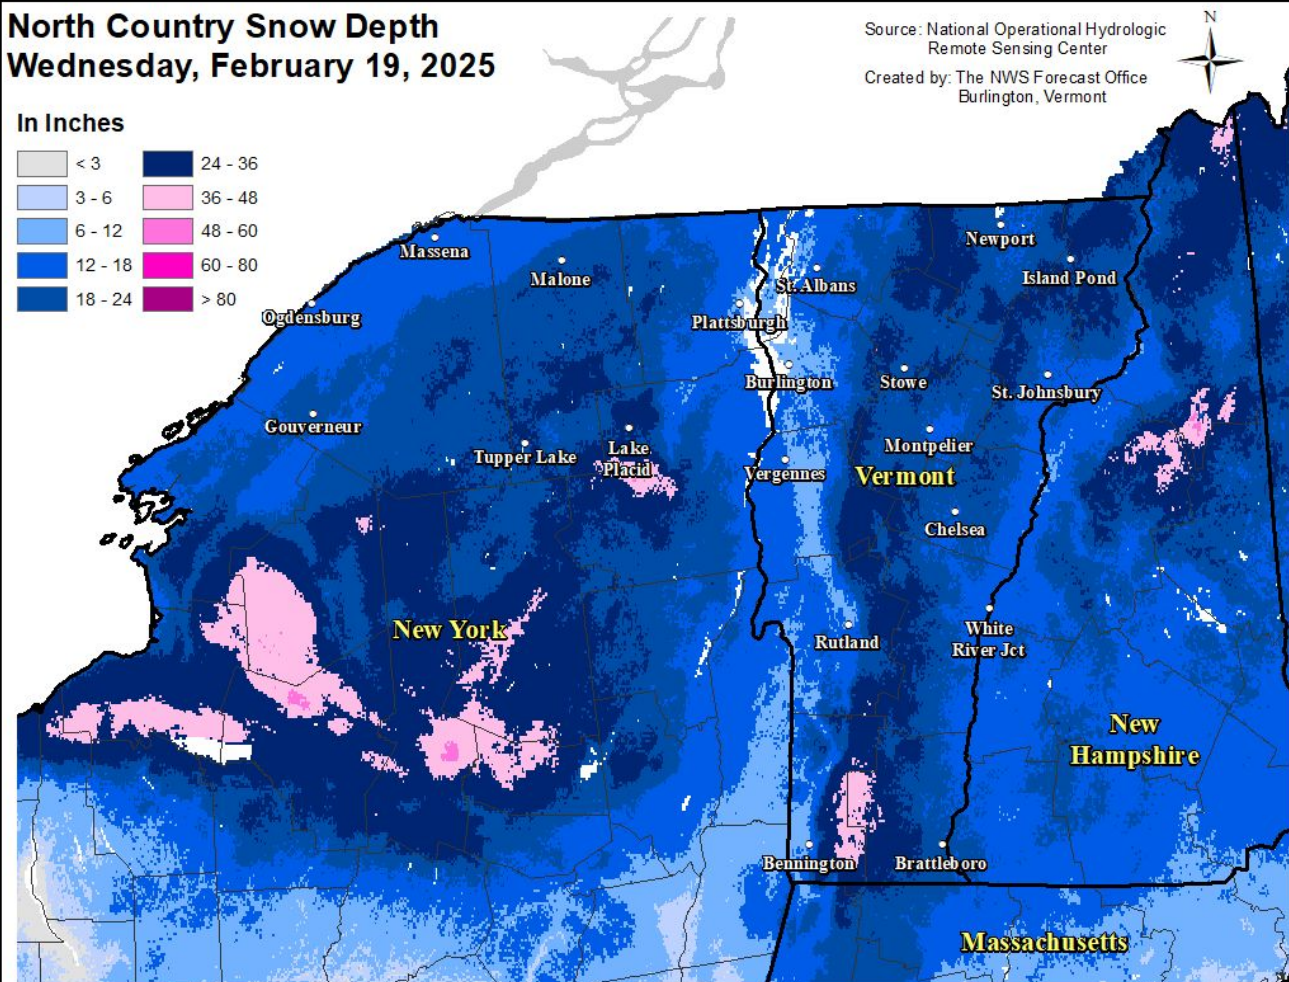 North Country Snow Depth
Wednesday, February 19, 2025
Source: National Operational Hydrologic
Remote Sensing Center
Created by: The NWS Forecast Office
Burlington, Vermont
N
In Inches
< 3
24 - 36
3 - 6
36 - 48
6 - 12
48 - 60
12 - 18
60 - 80
18 - 24
> 80
Massena
Malone
Ogdensburg
Plattsburgh
St. Albans
Newport
Island Pond
Burlington
Stowe
St. Johnsbury
Gouverneur
Tupper Lake
Lake
Placid
Vergennes
Montpelier
Vermont
Chelsea
New York
Rutland
White
River Jct
New
Hampshire
Bennington
Brattleboro
Massachusetts